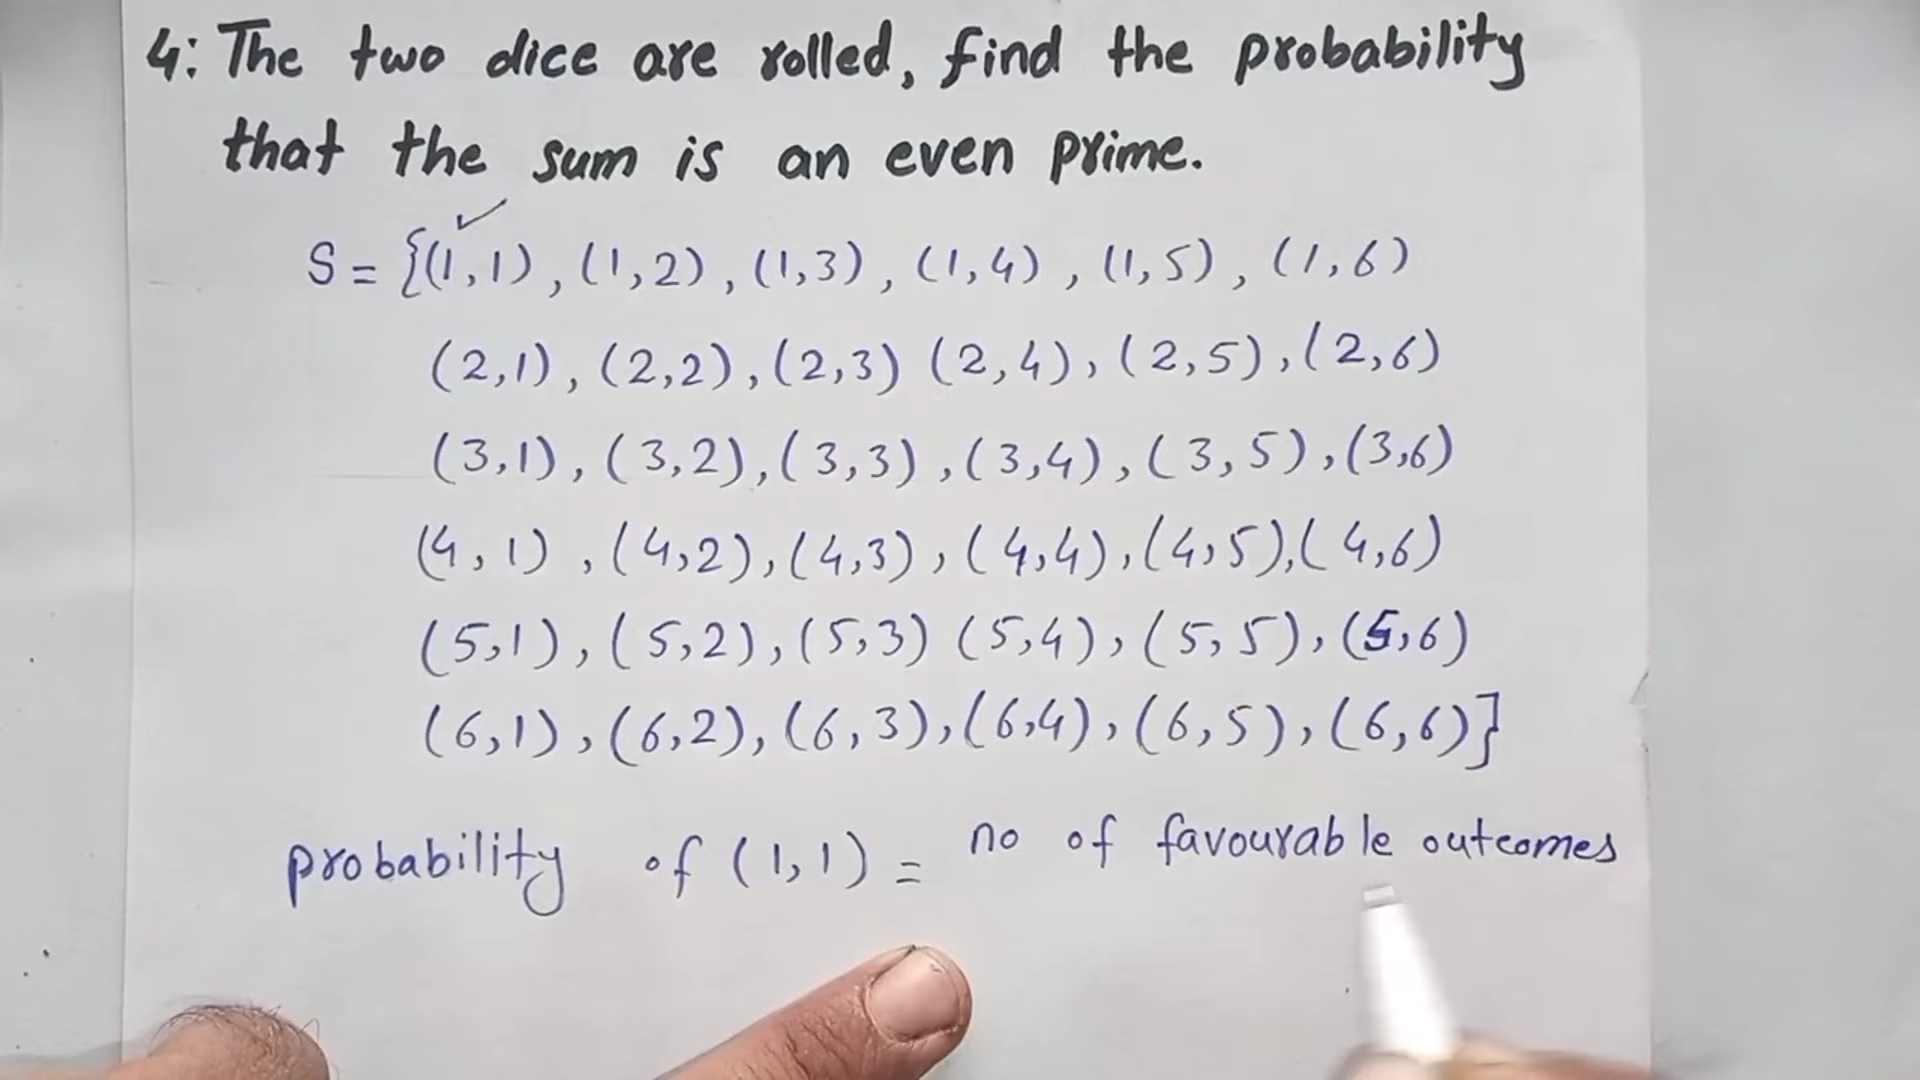 4: The two dice are rolled, find the probability
that the sum is an even prime.
S = {(1,1), (1,2), (1,3), (1,4), (1,5), (1,6)
(2,1), (2,2), (2,3) (2,4), (2,5), (2,6)
(3,1), (3,2), (3,3), (3,4), (3,5), (3,6)
(4,1), (4,2), (4,3), (4,4), (4,5), (4,6)
(5,1), (5,2), (5,3) (5,4), (5,5), (5,6)
(6,1), (6,2), (6,3), (6,4), (6,5), (6,6)}
probability of (1,1) = no of favourable outcomes